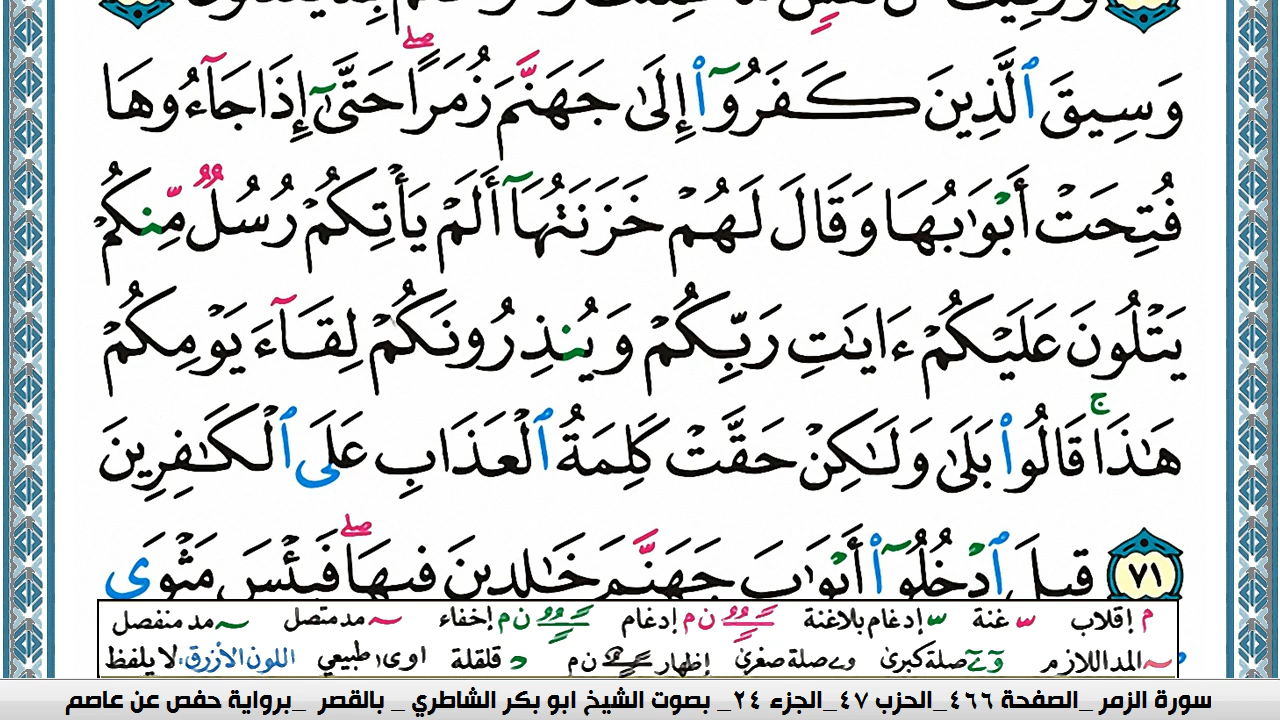 وَسِيقَ ٱلَّذِينَ كَفَرُوٓا۟ إِلَىٰ جَهَنَّمَ زُمَرًا ۖ حَتَّىٰٓ إِذَا جَآءُوهَا
فُتِحَتْ أَبْوَٰبُهَا وَقَالَ لَهُمْ خَزَنَتُهَآ أَلَمْ يَأْتِكُمْ رُسُلٌ مِّنكُمْ
يَتْلُونَ عَلَيْكُمْ ءَايَٰتِ رَبِّكُمْ وَيُنذِرُونَكُمْ لِقَآءَ يَوْمِكُمْ
هَٰذَا ۚ قَالُوا۟ بَلَىٰ وَلَٰكِنْ حَقَّتْ كَلِمَةُ ٱلْعَذَابِ عَلَى ٱلْكَٰفِرِينَ
٧١ قِيلَ ٱدْخُلُوٓا۟ أَبْوَٰبَ جَهَنَّمَ خَٰلِدِينَ فِيهَا ۖ فَبِئْسَ مَثْوَى
م إقلاب غنة إدغام بلاغنة ن م إدغام ن م إخفاء مد متصل مد منفصل
المد اللازم صلة كبرى وے صلة صغرى إظهار ن م قلقلة اوى طبيعي اللون الأزرق: لا يلفظ
سورة الزمر _الصفحة ٤٦٦_الحزب ٤٧_الجزء ٢٤_ بصوت الشيخ ابو بكر الشاطري _ بالقصر _برواية حفص عن عاصم